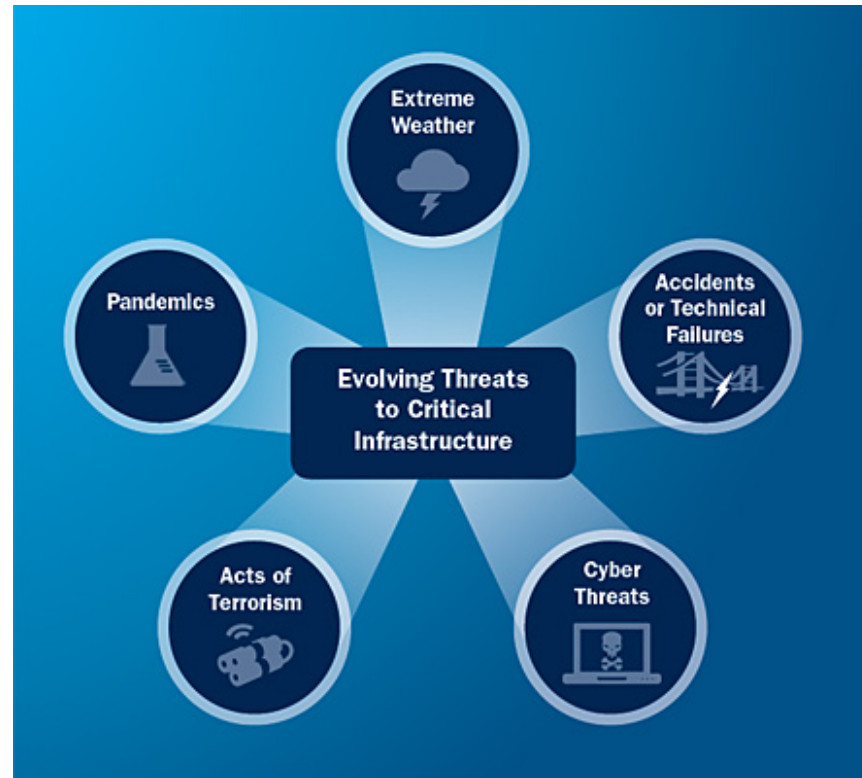 Extreme
Weather
Pandemics
Accidents
or Technical
Failures
Evolving Threats
to Critical
Infrastructure
Acts of
Terrorism
Cyber
Threats